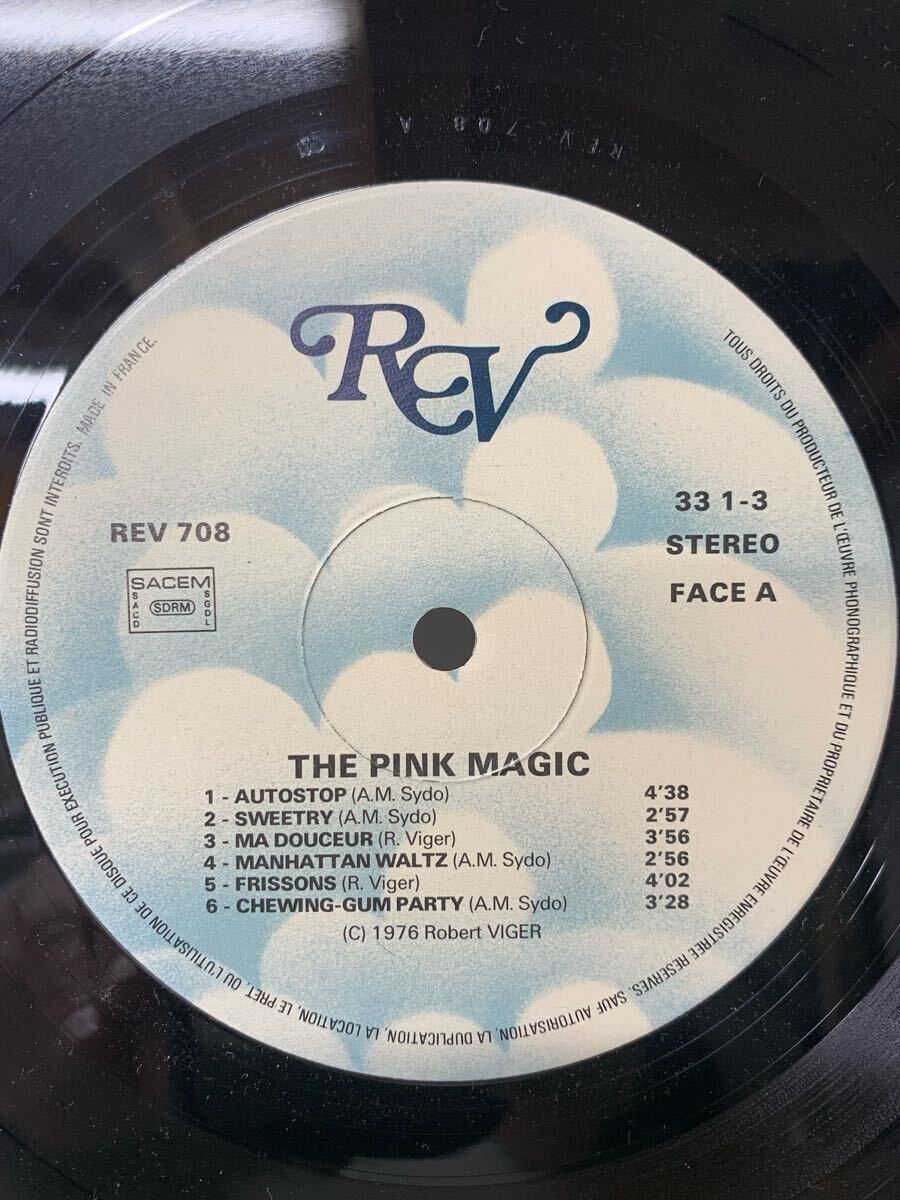 REV 708 A
REV
REV 708
SACEM
SACD
SDRM
SGDL
33 1-3
STEREO
FACE A
THE PINK MAGIC
1 - AUTOSTOP (A.M. Sydo) 4'38
2 - SWEETRY (A.M. Sydo) 2'57
3 - MA DOUCEUR (R. Viger) 3'56
4 - MANHATTAN WALTZ (A.M. Sydo) 2'56
5 - FRISSONS (R. Viger) 4'02
6 - CHEWING-GUM PARTY (A.M. Sydo) 3'28
(C) 1976 Robert VIGER
TOUS DROITS DU PRODUCTEUR DE L'ŒUVRE PHONOGRAPHIQUE ET DU PROPRIETAIRE DE L'ŒUVRE ENREGISTREE RESERVES. SAUF AUTORISATION, LA DUPLICATION, LA LOCATION, LE PRET, OU L'UTILISATION DE CE DISQUE POUR EXECUTION PUBLIQUE ET RADIODIFFUSION SONT INTERDITS. MADE IN FRANCE.